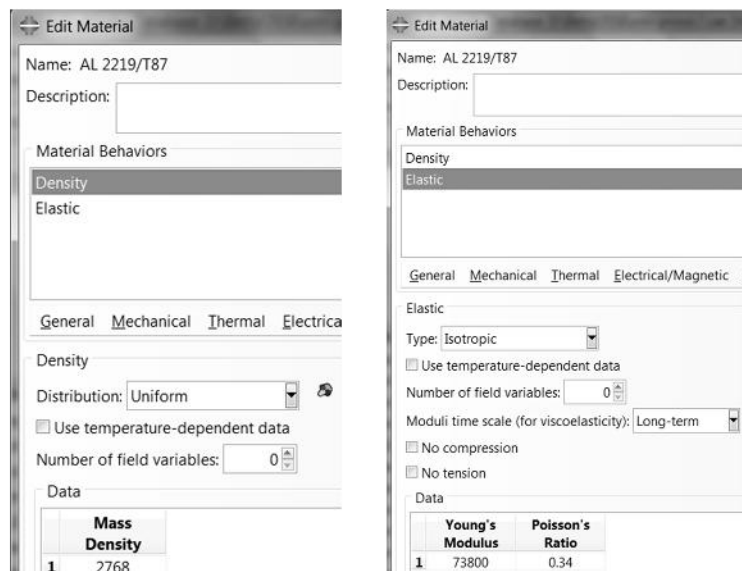 Edit Material
Name: AL 2219/T87
Description:
Material Behaviors
Density
Elastic
General Mechanical Thermal Electrica
Density
Distribution: Uniform
Use temperature-dependent data
Number of field variables: 0
Data
Mass
Density
1 2768
Edit Material
Name: AL 2219/T87
Description:
Material Behaviors
Density
Elastic
General Mechanical Thermal Electrical/Magnetic
Elastic
Type: Isotropic
Use temperature-dependent data
Number of field variables: 0
Moduli time scale (for viscoelasticity): Long-term
No compression
No tension
Data
Young's Poisson's
Modulus Ratio
1 73800 0.34